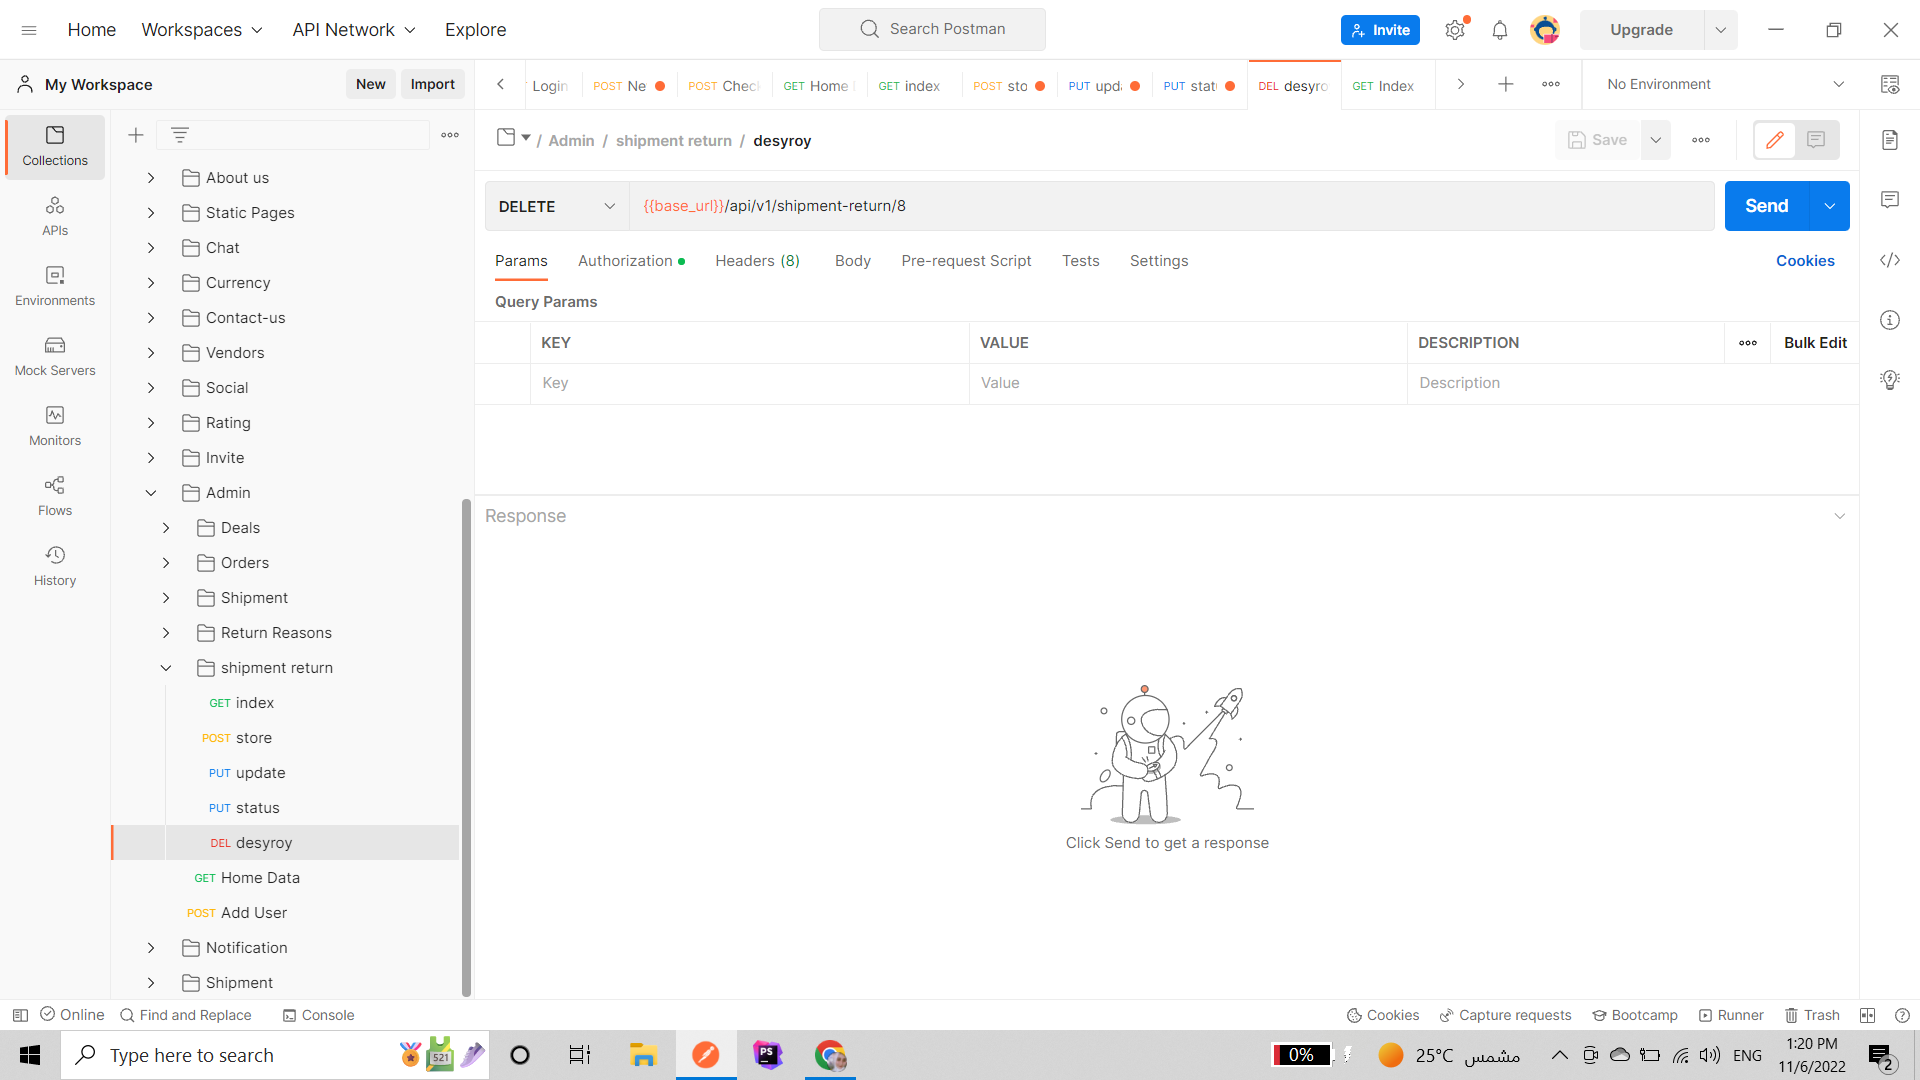 Home Workspaces API Network Explore Search Postman Invite Upgrade
My Workspace New Import
Login POST Ne POST Chec GET Home GET index POST sto PUT upd PUT stat DEL desyro GET Index No Environment
Collections
APIs
Environments
Mock Servers
Monitors
Flows
History
About us
Static Pages
Chat
Currency
Contact-us
Vendors
Social
Rating
Invite
Admin
Deals
Orders
Shipment
Return Reasons
shipment return
GET index
POST store
PUT update
PUT status
DEL desyroy
GET Home Data
POST Add User
Notification
Shipment
/ Admin / shipment return / desyroy Save
DELETE {{base_url}}/api/v1/shipment-return/8 Send
Params Authorization Headers (8) Body Pre-request Script Tests Settings Cookies
Query Params
KEY VALUE DESCRIPTION Bulk Edit
Key Value Description
Response
Click Send to get a response
Online Find and Replace Console Cookies Capture requests Bootcamp Runner Trash
Type here to search 521 PS 0% 25°C مشمس ENG 1:20 PM
11/6/2022 2